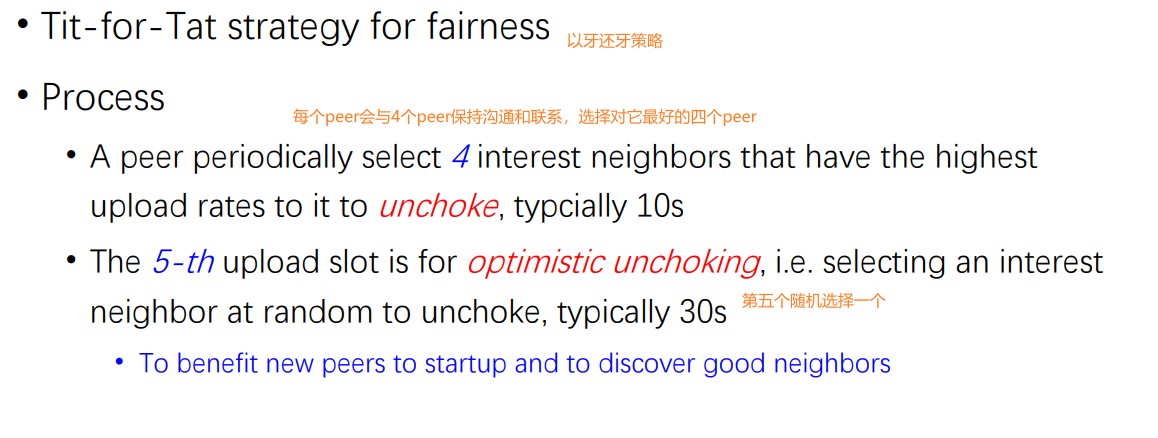 • Tit-for-Tat strategy for fairness 以牙还牙策略
• Process
每个peer会与4个peer保持沟通和联系，选择对它最好的四个peer
• A peer periodically select 4 interest neighbors that have the highest
upload rates to it to unchoke, typcially 10s
• The 5-th upload slot is for optimistic unchoking, i.e. selecting an interest
neighbor at random to unchoke, typically 30s 第五个随机选择一个
• To benefit new peers to startup and to discover good neighbors